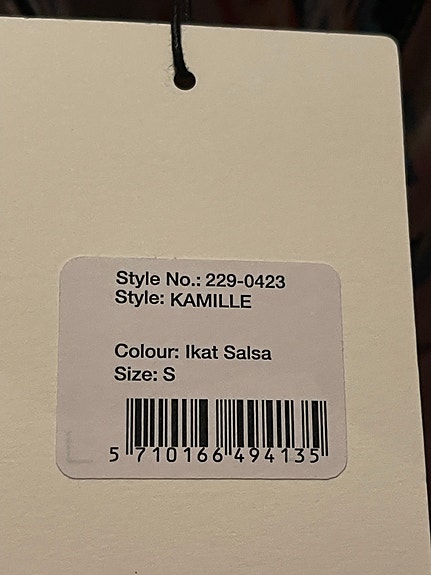 Style No.: 229-0423
Style: KAMILLE
Colour: Ikat Salsa
Size: S
5 710166 494135